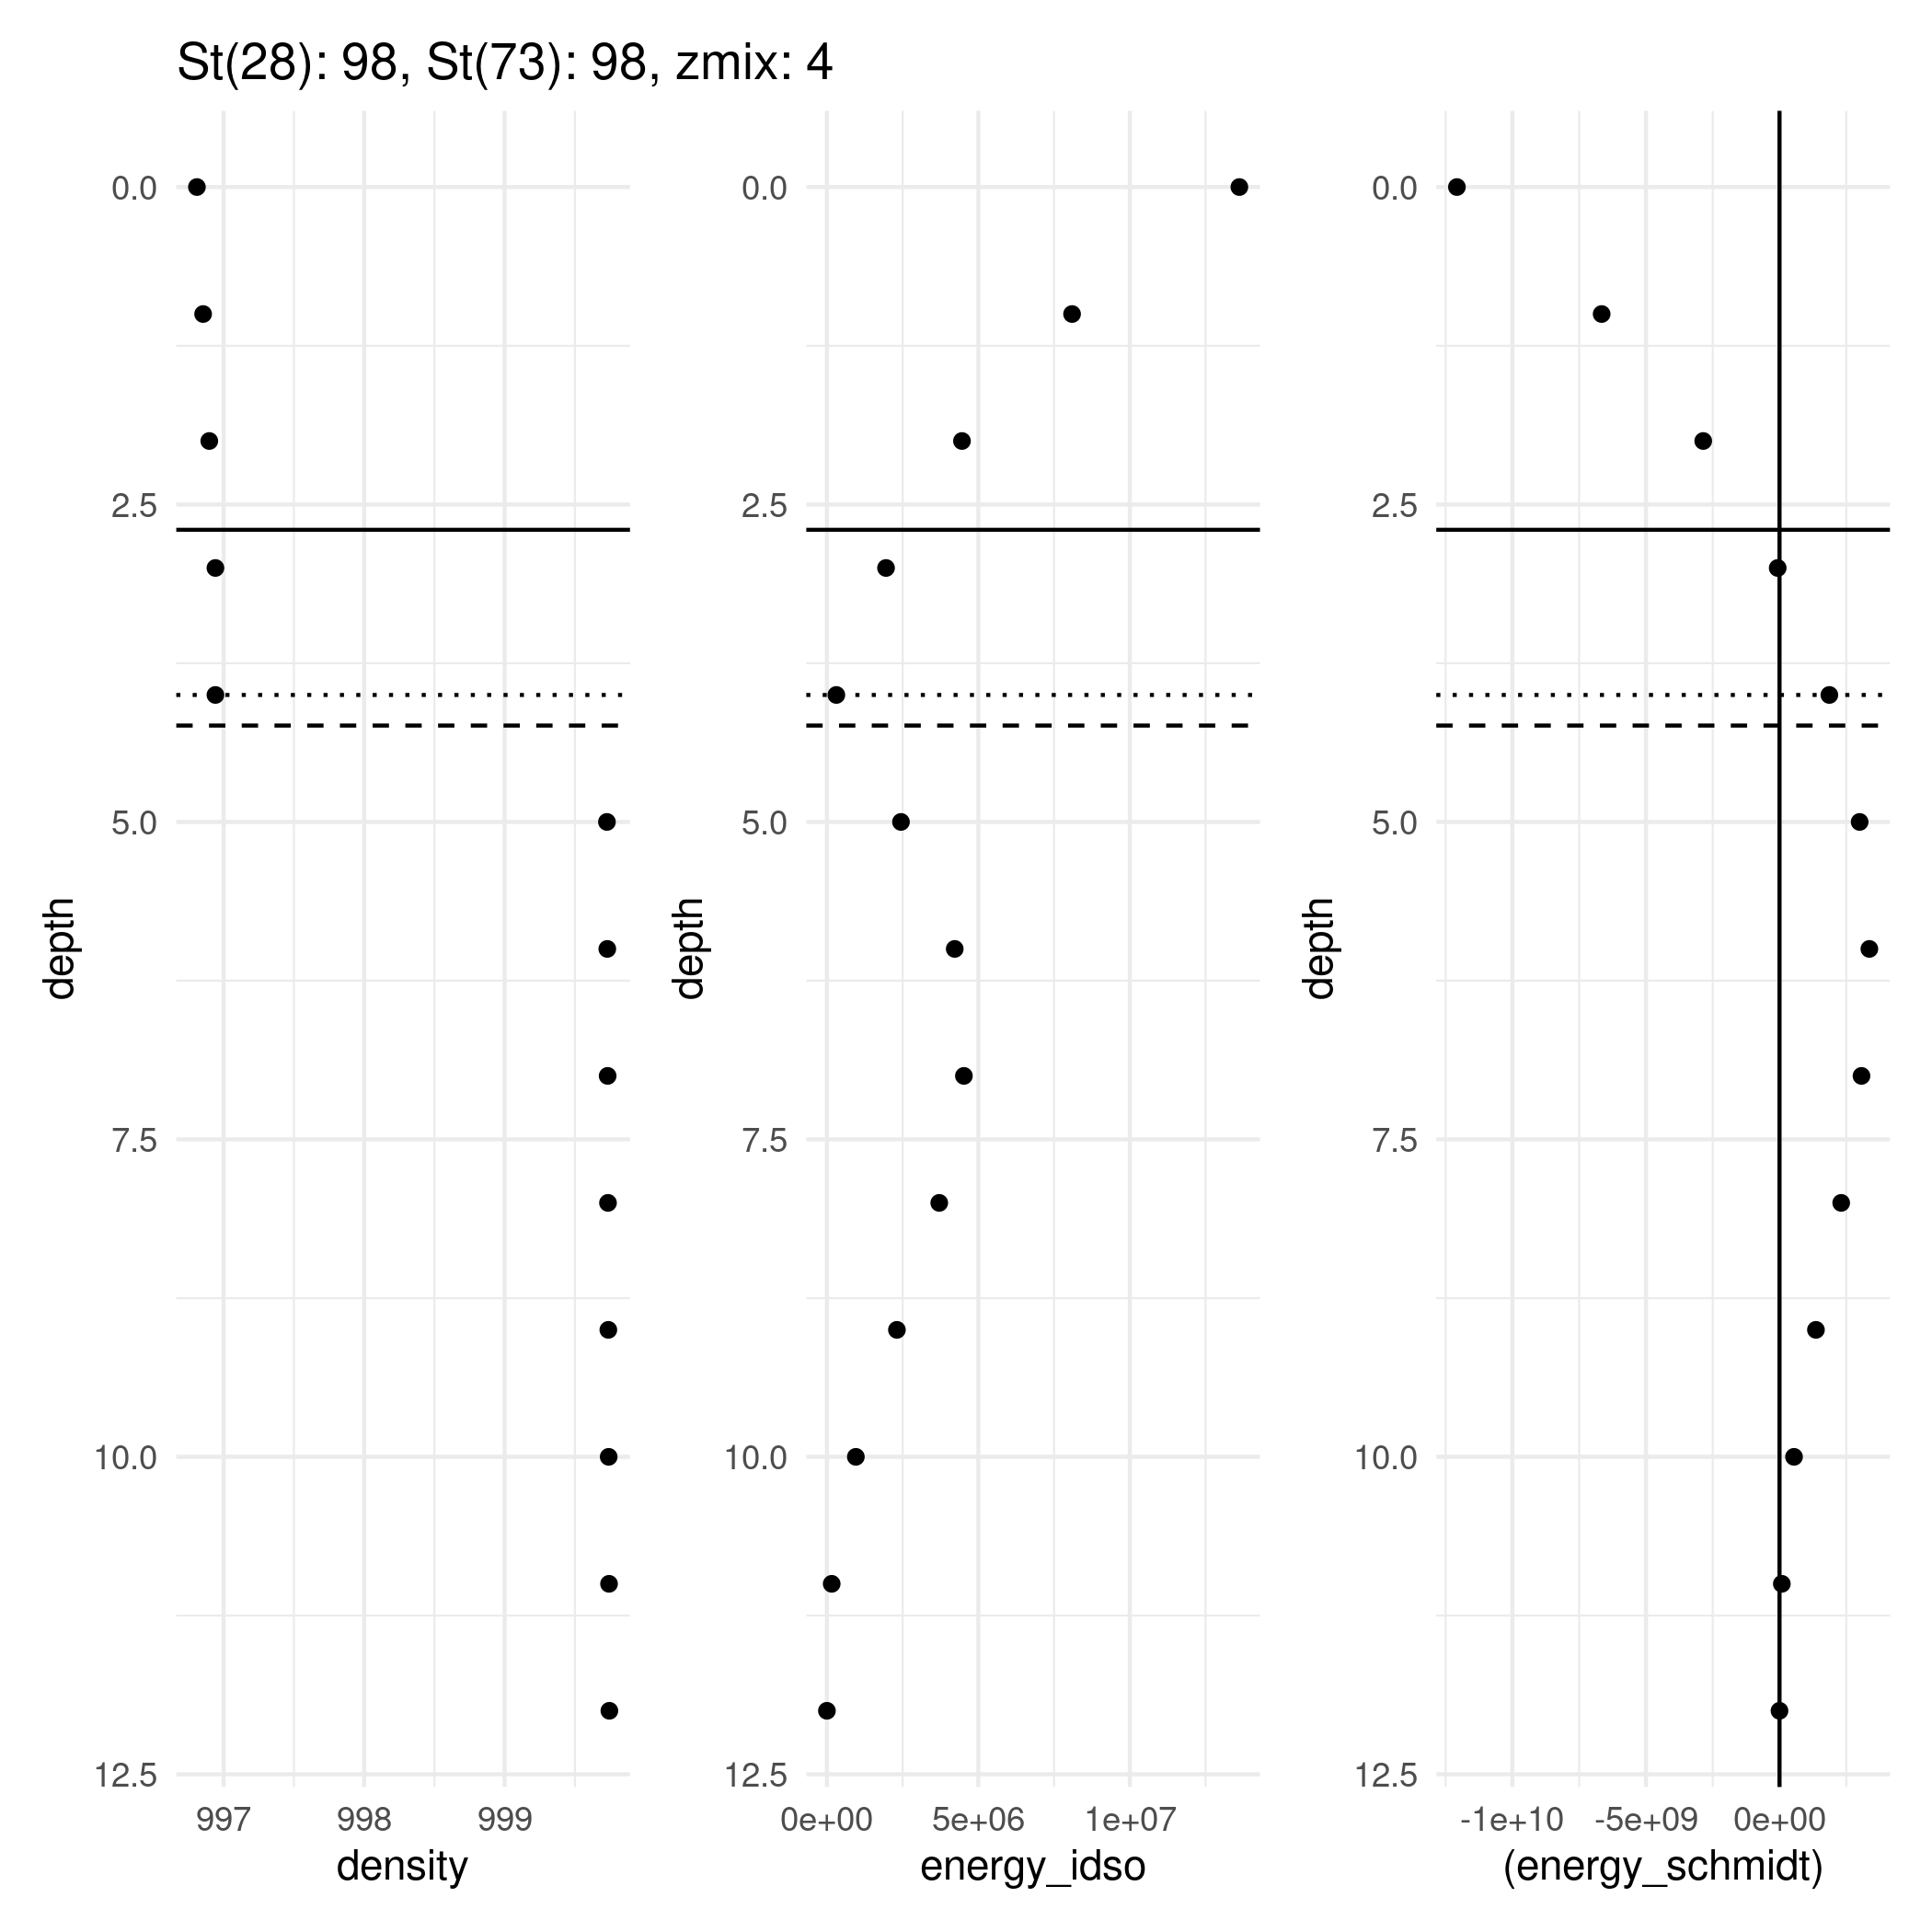 St(28): 98, St(73): 98, zmix: 4
0.0
2.5
5.0
7.5
10.0
12.5
depth
997 998 999
density
0.0
2.5
5.0
7.5
10.0
12.5
depth
0e+00 5e+06 1e+07
energy_idso
0.0
2.5
5.0
7.5
10.0
12.5
depth
-1e+10 -5e+09 0e+00
(energy_schmidt)